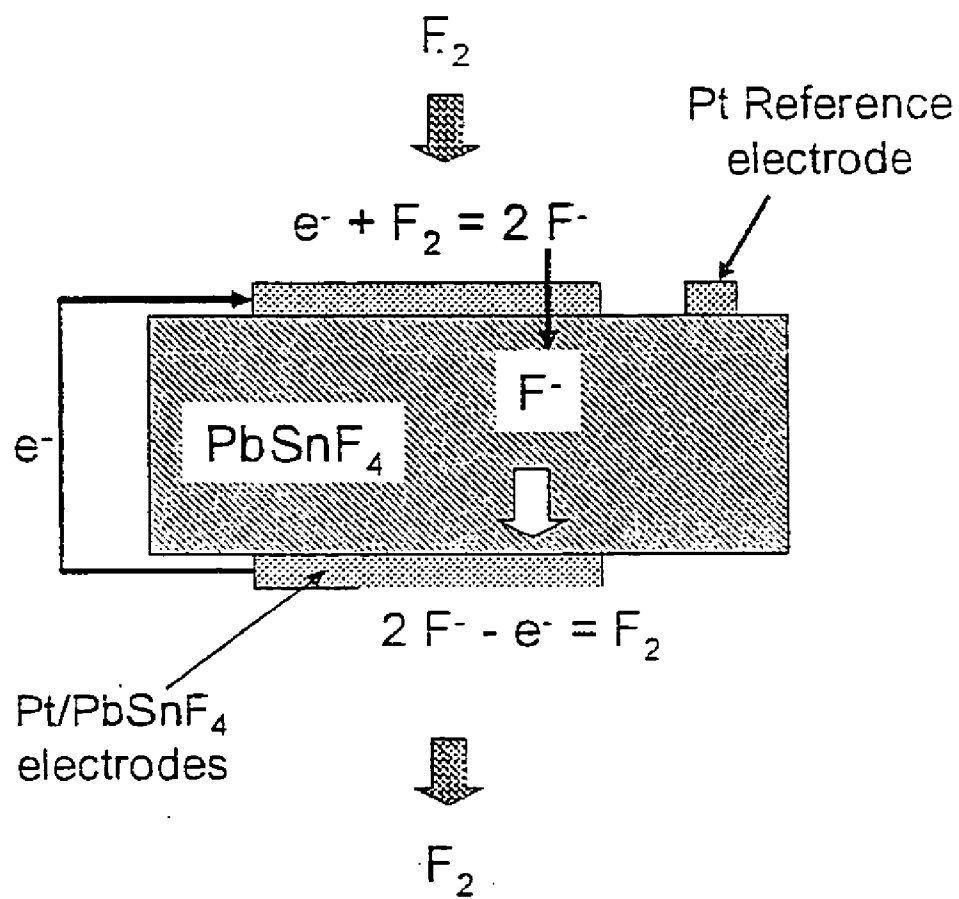 F₂
Pt Reference
electrode
e⁻ + F₂ = 2 F⁻
F⁻
PbSnF₄
e⁻
2 F⁻ - e⁻ = F₂
Pt/PbSnF₄
electrodes
F₂